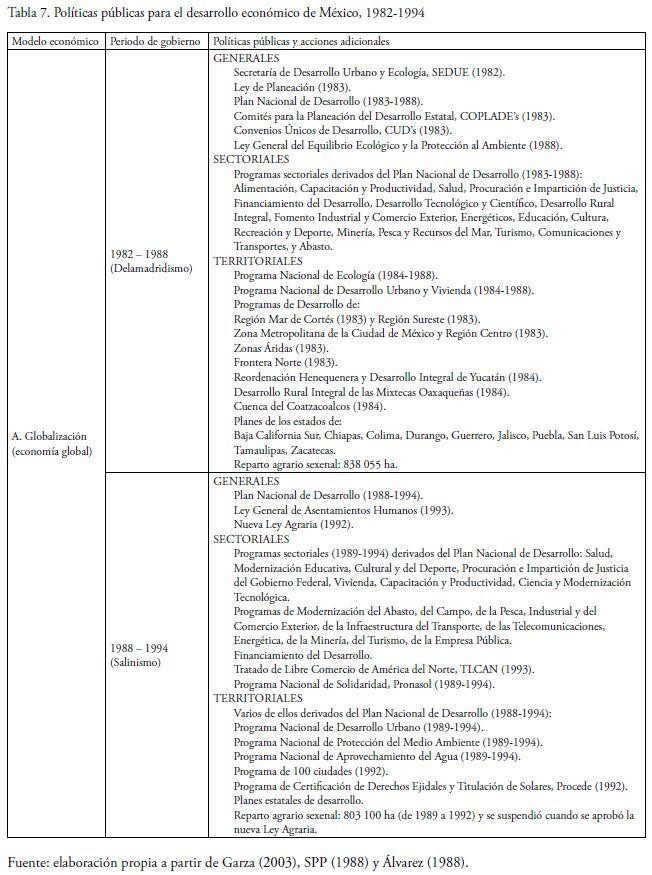 Tabla 7. Políticas públicas para el desarrollo económico de México, 1982-1994
Modelo económico
Periodo de gobierno
Políticas públicas y acciones adicionales
A. Globalización
(economía global)
1982 – 1988
(Delamadridismo)
GENERALES
Secretaría de Desarrollo Urbano y Ecología, SEDUE (1982).
Ley de Planeación (1983).
Plan Nacional de Desarrollo (1983-1988).
Comités para la Planeación del Desarrollo Estatal, COPLADE's (1983).
Convenios Únicos de Desarrollo, CUD's (1983).
Ley General del Equilibrio Ecológico y la Protección al Ambiente (1988).
SECTORIALES
Programas sectoriales derivados del Plan Nacional de Desarrollo (1983-1988):
Alimentación, Capacitación y Productividad, Salud, Procuración e Impartición de Justicia,
Financiamiento del Desarrollo, Desarrollo Tecnológico y Científico, Desarrollo Rural
Integral, Fomento Industrial y Comercio Exterior, Energéticos, Educación, Cultura,
Recreación y Deporte, Minería, Pesca y Recursos del Mar, Turismo, Comunicaciones y
Transportes, y Abasto.
TERRITORIALES
Programa Nacional de Ecología (1984-1988).
Programa Nacional de Desarrollo Urbano y Vivienda (1984-1988).
Programas de Desarrollo de:
Región Mar de Cortés (1983) y Región Sureste (1983).
Zona Metropolitana de la Ciudad de México y Región Centro (1983).
Zonas Áridas (1983).
Frontera Norte (1983).
Reordenación Henequenera y Desarrollo Integral de Yucatán (1984).
Desarrollo Rural Integral de las Mixtecas Oaxaqueñas (1984).
Cuenca del Coatzacoalcos (1984).
Planes de los estados de:
Baja California Sur, Chiapas, Colima, Durango, Guerrero, Jalisco, Puebla, San Luis Potosí,
Tamaulipas, Zacatecas.
Reparto agrario sexenal: 838 055 ha.
1988 – 1994
(Salinismo)
GENERALES
Plan Nacional de Desarrollo (1988-1994).
Ley General de Asentamientos Humanos (1993).
Nueva Ley Agraria (1992).
SECTORIALES
Programas sectoriales (1989-1994) derivados del Plan Nacional de Desarrollo: Salud,
Modernización Educativa, Cultural y del Deporte, Procuración e Impartición de Justicia
del Gobierno Federal, Vivienda, Capacitación y Productividad, Ciencia y Modernización
Tecnológica.
Programas de Modernización del Abasto, del Campo, de la Pesca, Industrial y del
Comercio Exterior, de la Infraestructura del Transporte, de las Telecomunicaciones,
Energética, de la Minería, del Turismo, de la Empresa Pública.
Financiamiento del Desarrollo.
Tratado de Libre Comercio de América del Norte, TLCAN (1993).
Programa Nacional de Solidaridad, Pronasol (1989-1994).
TERRITORIALES
Varios de ellos derivados del Plan Nacional de Desarrollo (1988-1994):
Programa Nacional de Desarrollo Urbano (1989-1994).
Programa Nacional de Protección del Medio Ambiente (1989-1994).
Programa Nacional de Aprovechamiento del Agua (1989-1994).
Programa de 100 ciudades (1992).
Programa de Certificación de Derechos Ejidales y Titulación de Solares, Procede (1992).
Planes estatales de desarrollo.
Reparto agrario sexenal: 803 100 ha (de 1989 a 1992) y se suspendió cuando se aprobó la
nueva Ley Agraria.
Fuente: elaboración propia a partir de Garza (2003), SPP (1988) y Álvarez (1988).